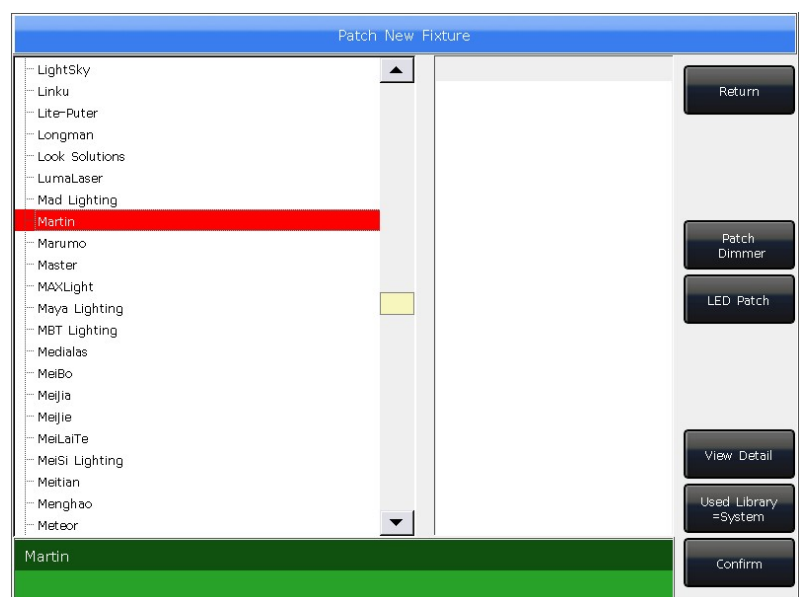 Patch New Fixture
LightSky
Linku
Lite-Puter
Longman
Look Solutions
LumaLaser
Mad Lighting
Martin
Marumo
Master
MAXLight
Maya Lighting
MBT Lighting
Medialas
MeiBo
MeiJia
MeiJie
MeiLaiTe
MeiSi Lighting
Meitian
Menghao
Meteor
Martin
Return
Patch
Dimmer
LED Patch
View Detail
Used Library
=System
Confirm